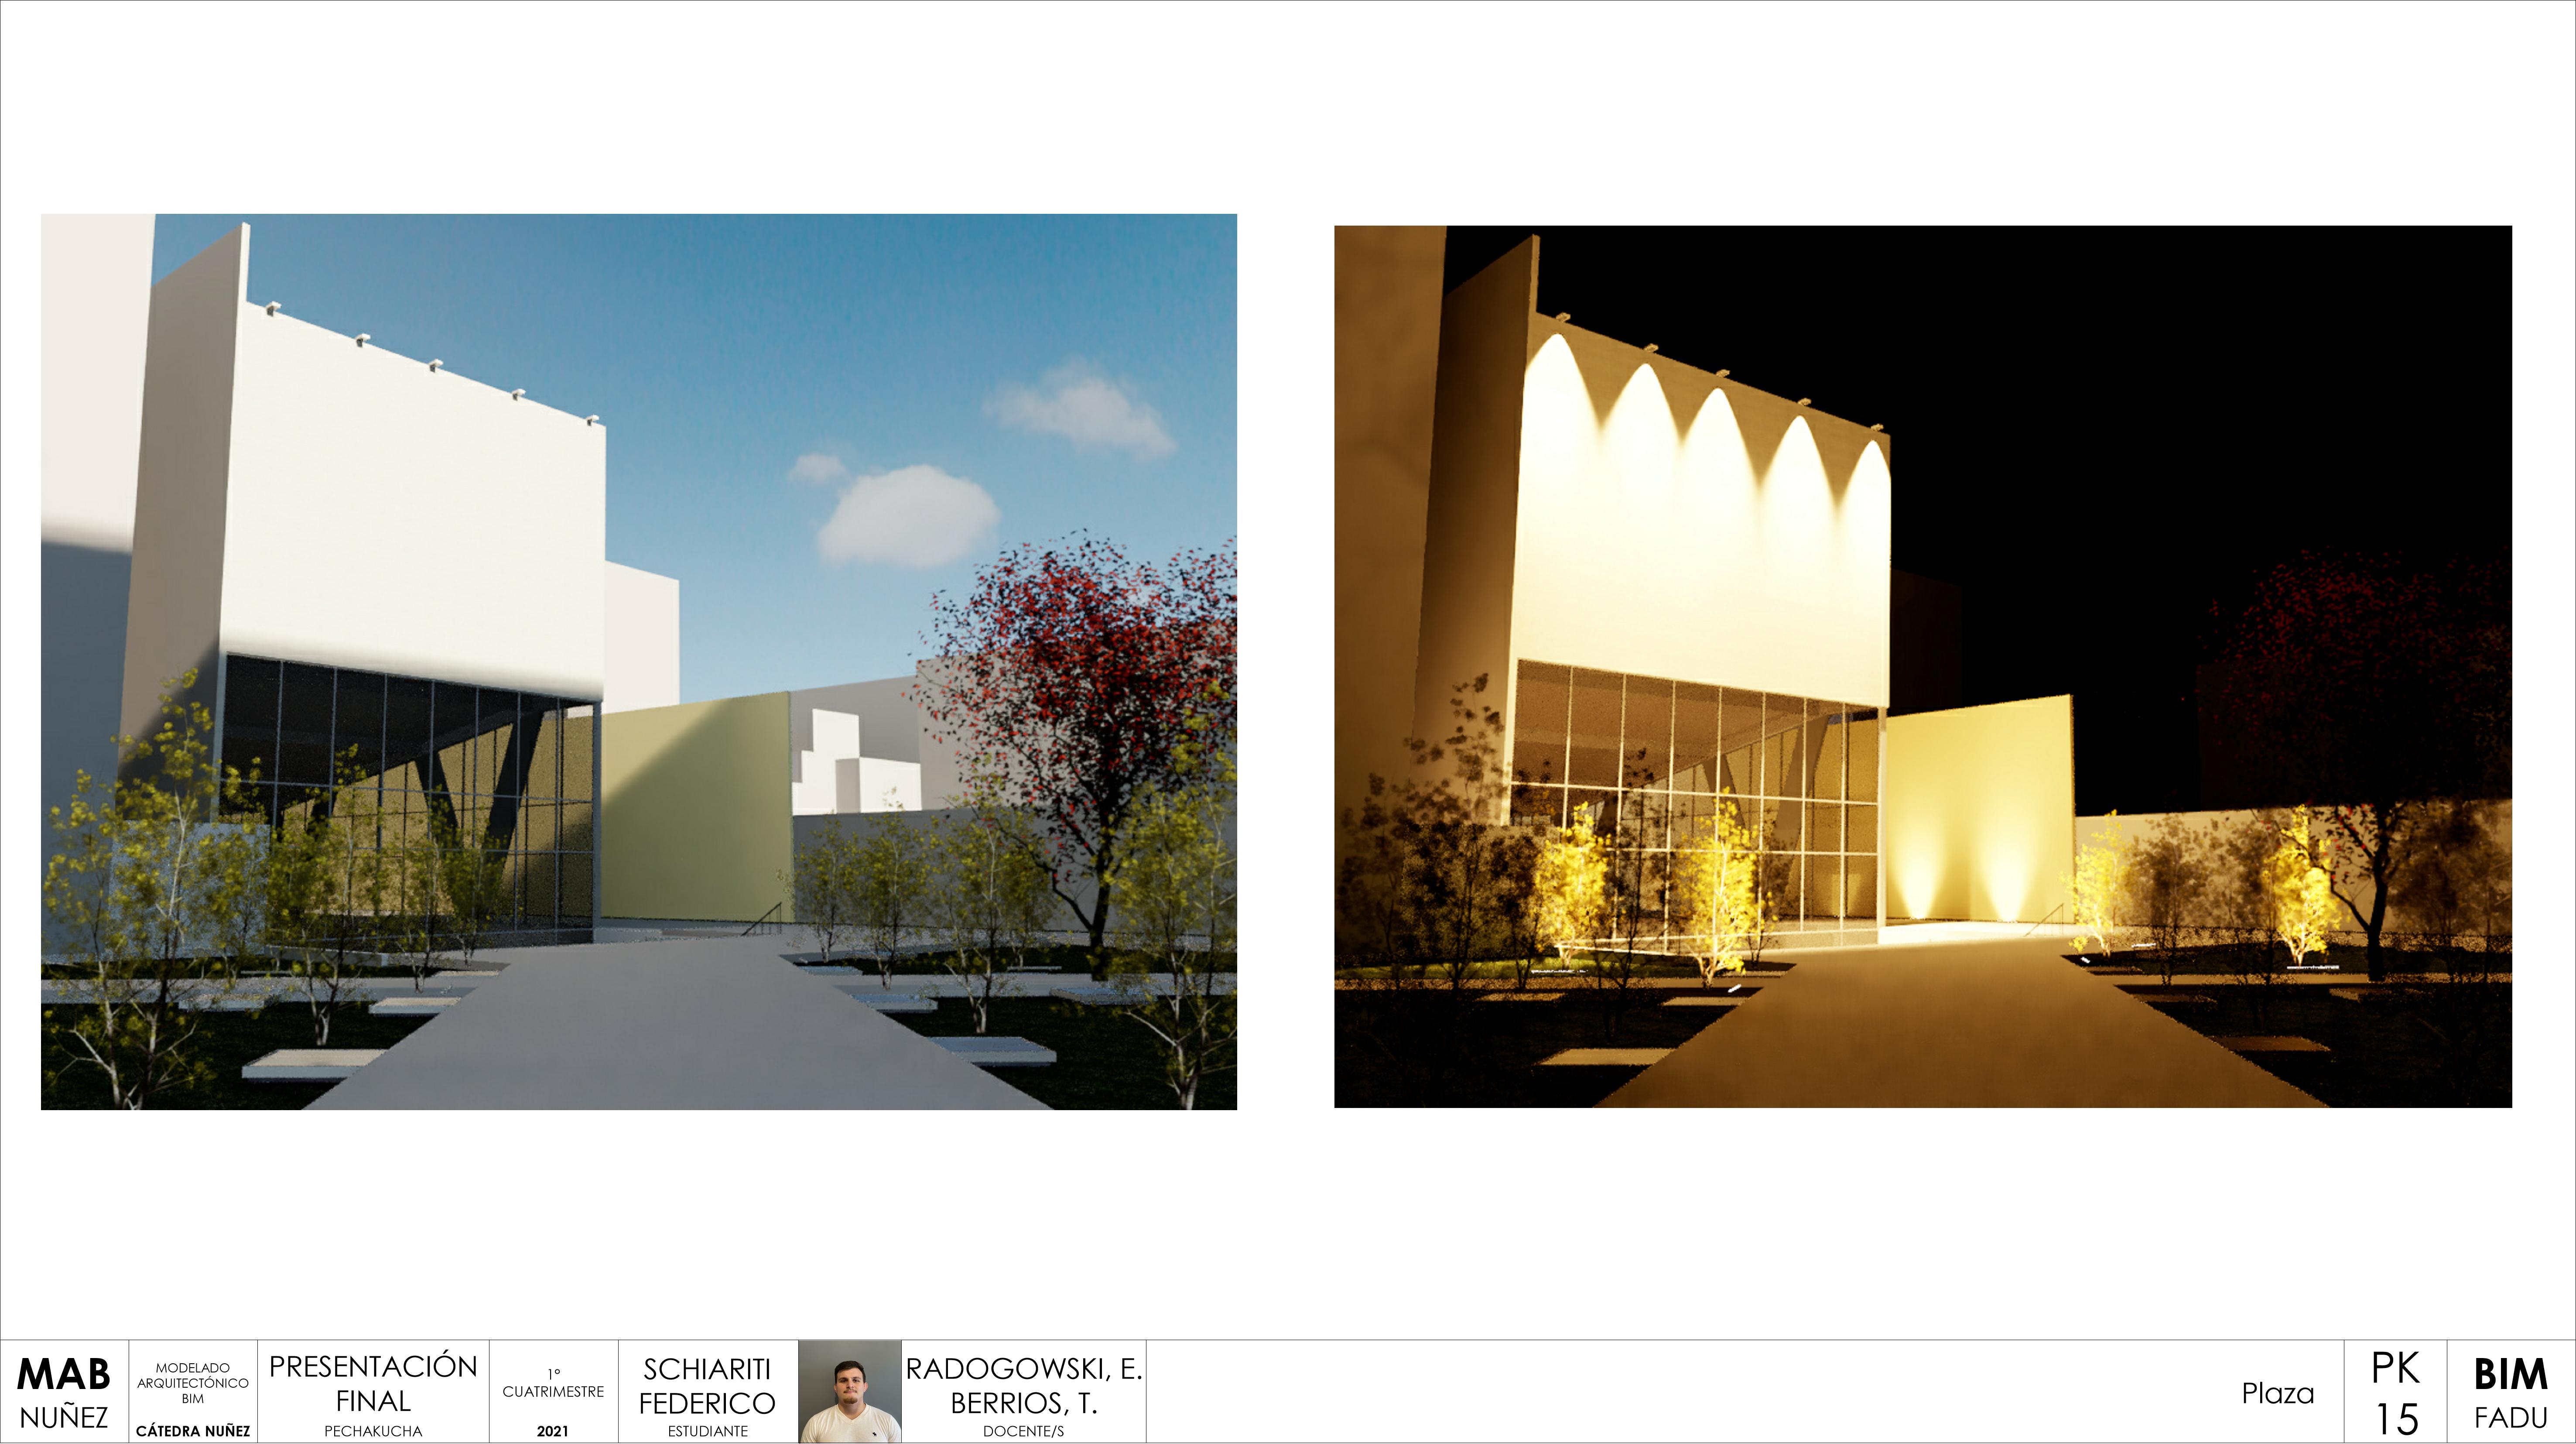 MAB
NUÑEZ
MODELADO
ARQUITECTÓNICO
BIM
CÁTEDRA NUÑEZ
PRESENTACIÓN
FINAL
PECHAKUCHA
1°
CUATRIMESTRE
2021
SCHIARITI
FEDERICO
ESTUDIANTE
RADOGOWSKI, E.
BERRIOS, T.
DOCENTE/S
Plaza
PK
15
BIM
FADU